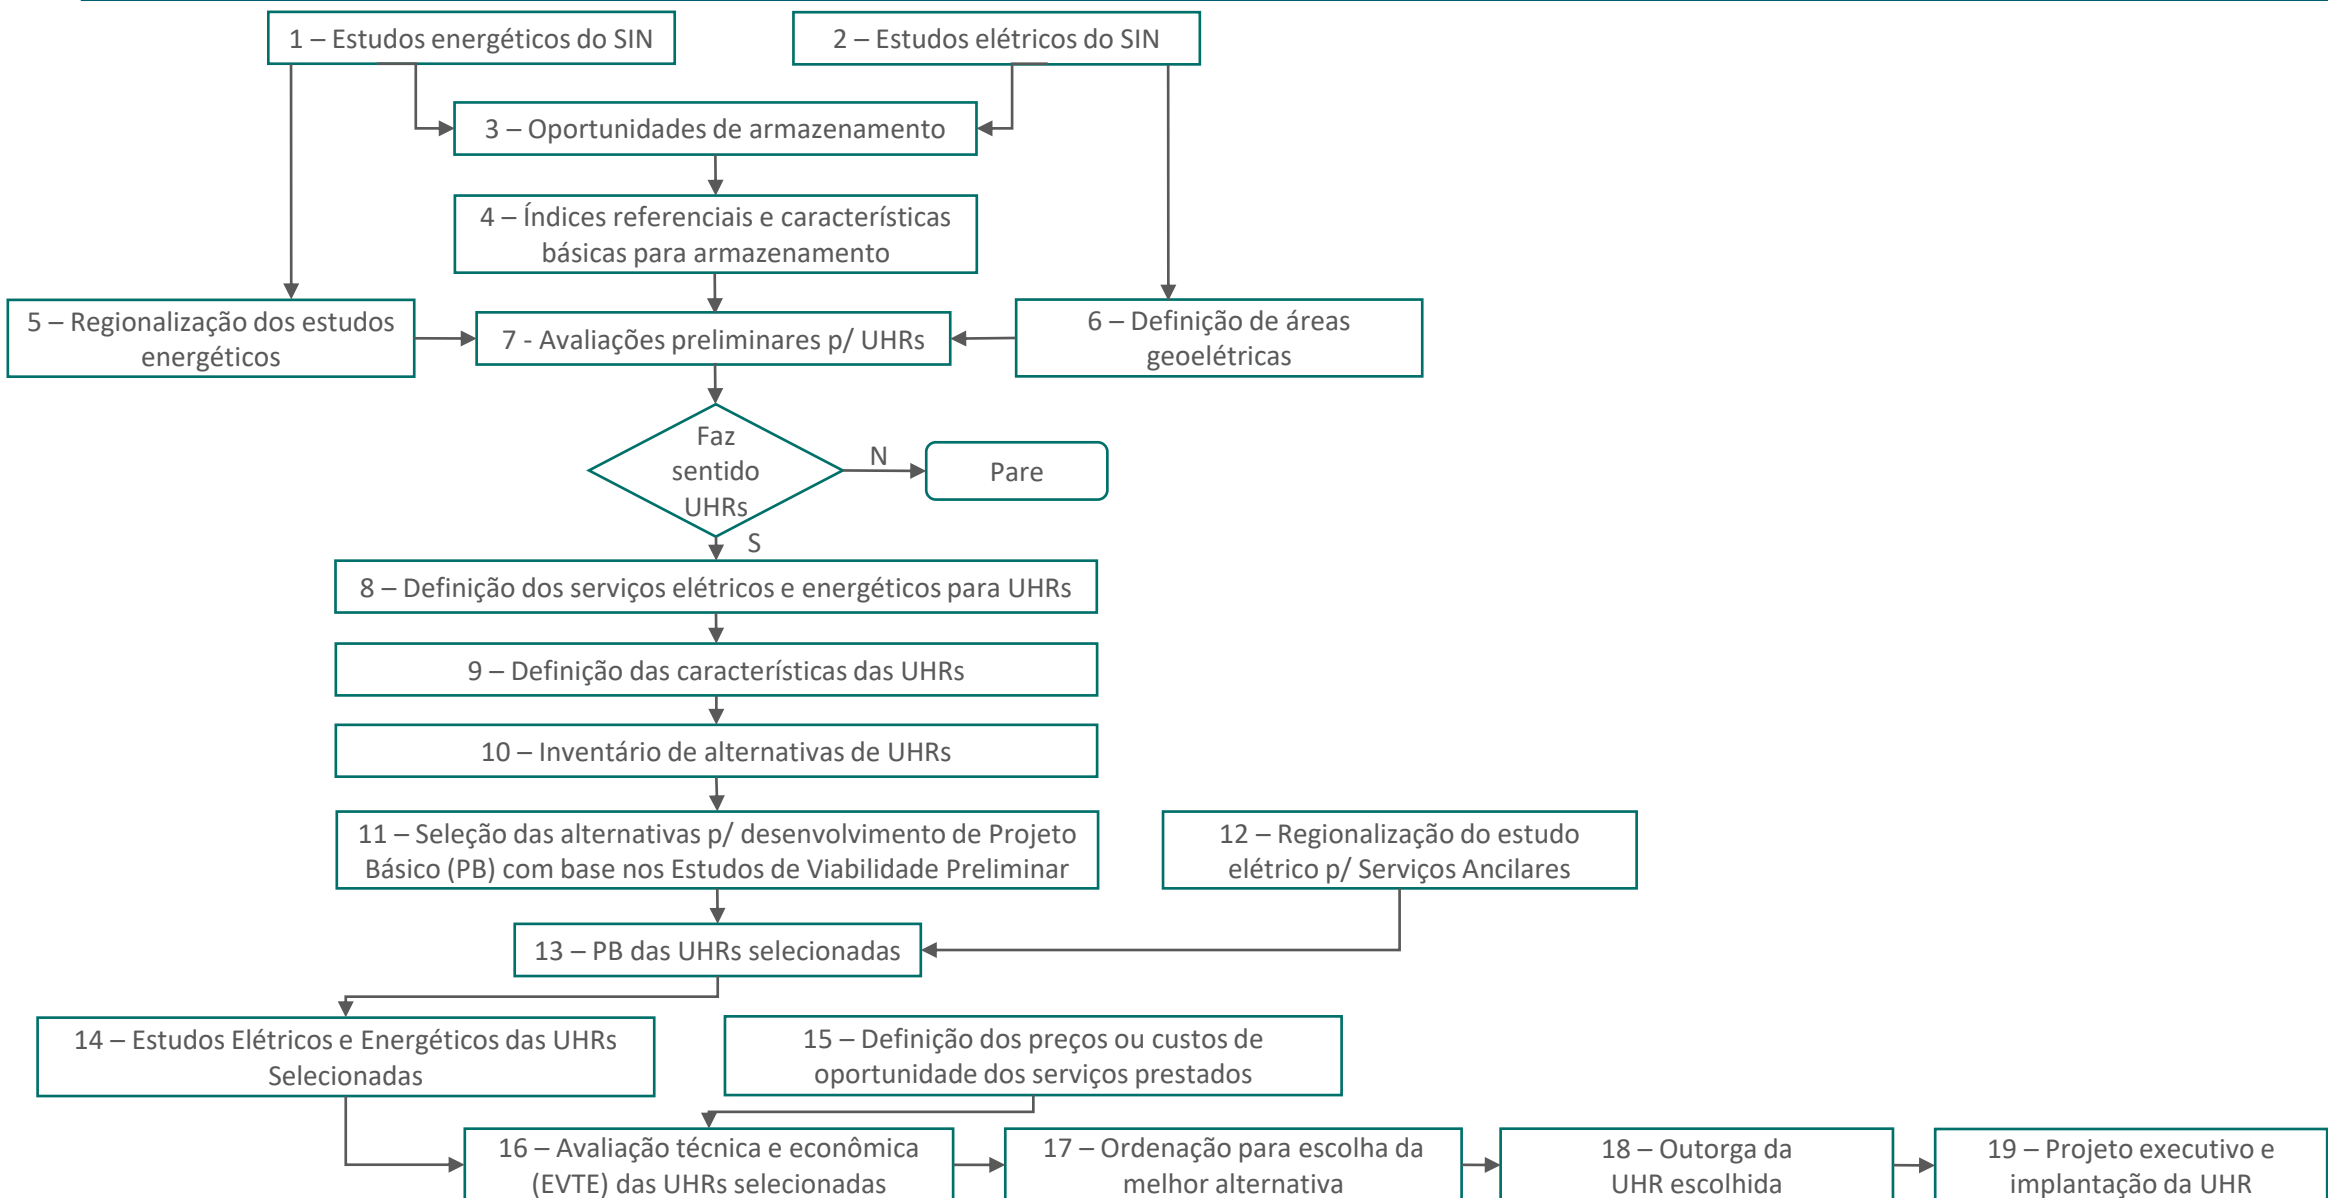 1 – Estudos energéticos do SIN
2 – Estudos elétricos do SIN
3 – Oportunidades de armazenamento
4 – Índices referenciais e características
básicas para armazenamento
5 – Regionalização dos estudos
energéticos
7 - Avaliações preliminares p/ UHRs
6 – Definição de áreas
geoelétricas
Faz
sentido
UHRs
N
Pare
S
8 – Definição dos serviços elétricos e energéticos para UHRs
9 – Definição das características das UHRs
10 – Inventário de alternativas de UHRs
11 – Seleção das alternativas p/ desenvolvimento de Projeto
Básico (PB) com base nos Estudos de Viabilidade Preliminar
12 – Regionalização do estudo
elétrico p/ Serviços Ancilares
13 – PB das UHRs selecionadas
14 – Estudos Elétricos e Energéticos das UHRs
Selecionadas
15 – Definição dos preços ou custos de
oportunidade dos serviços prestados
16 – Avaliação técnica e econômica
(EVTE) das UHRs selecionadas
17 – Ordenação para escolha da
melhor alternativa
18 – Outorga da
UHR escolhida
19 – Projeto executivo e
implantação da UHR